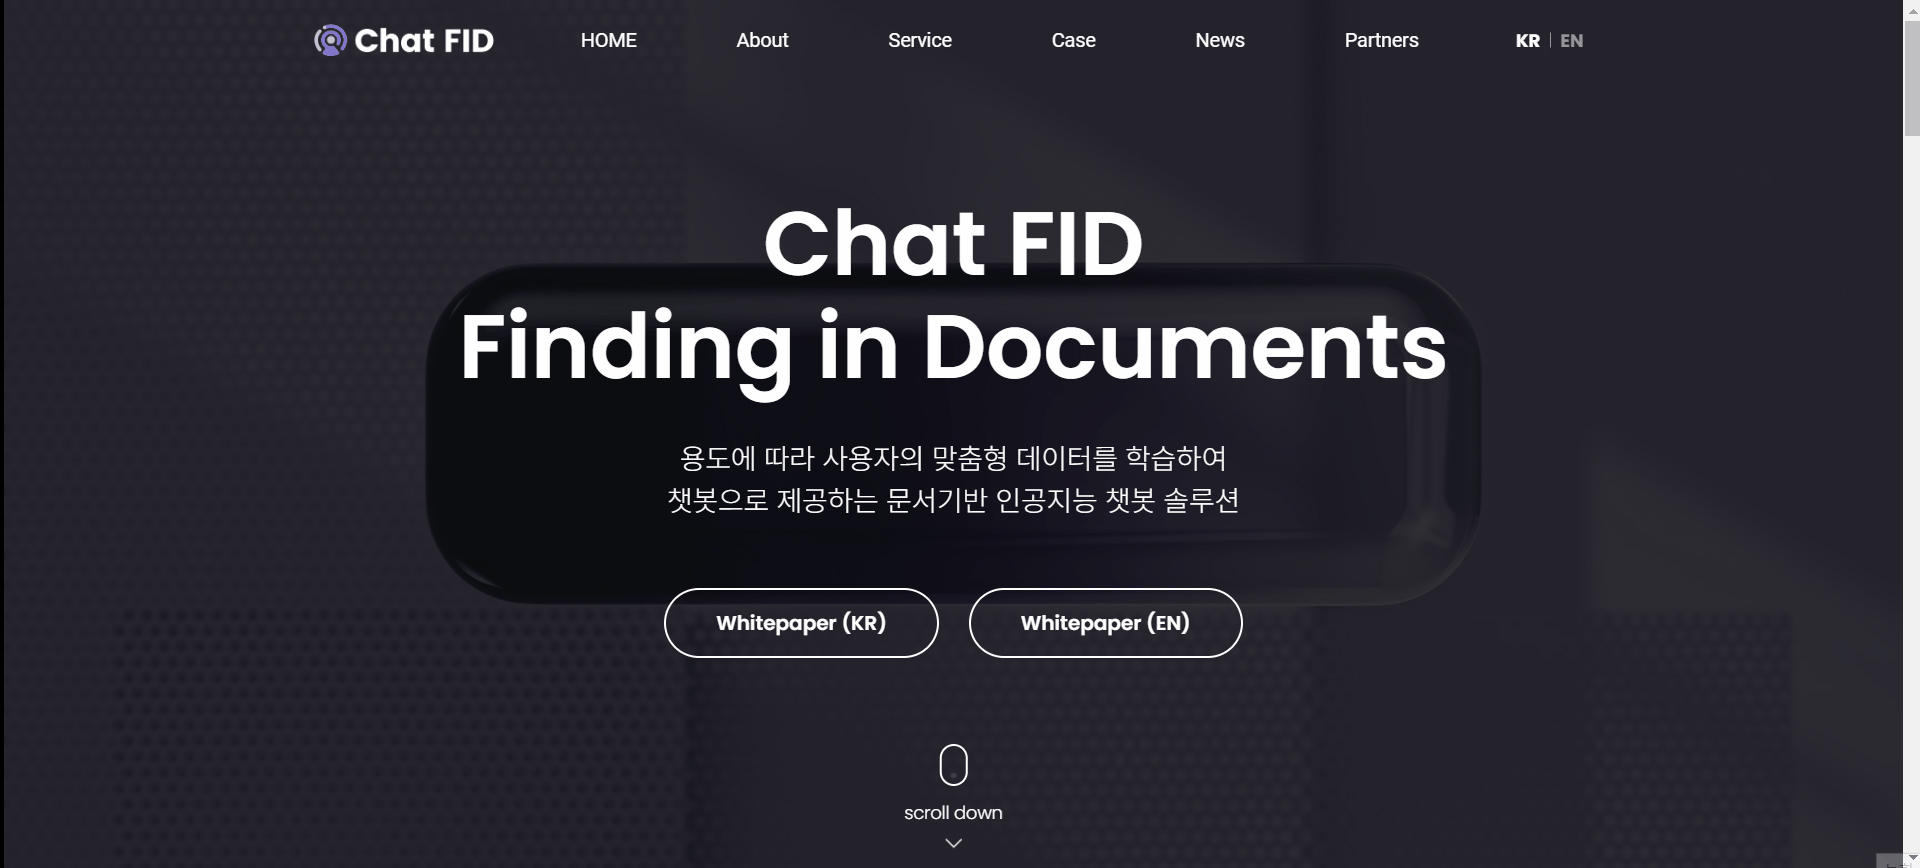 Chat FID
HOME
About
Service
Case
News
Partners
KR | EN
Chat FID
Finding in Documents
용도에 따라 사용자의 맞춤형 데이터를 학습하여
챗봇으로 제공하는 문서기반 인공지능 챗봇 솔루션
Whitepaper (KR)
Whitepaper (EN)
scroll down